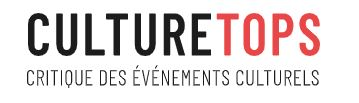 CULTURETOPS
CRITIQUE DES ÉVÉNEMENTS CULTURELS